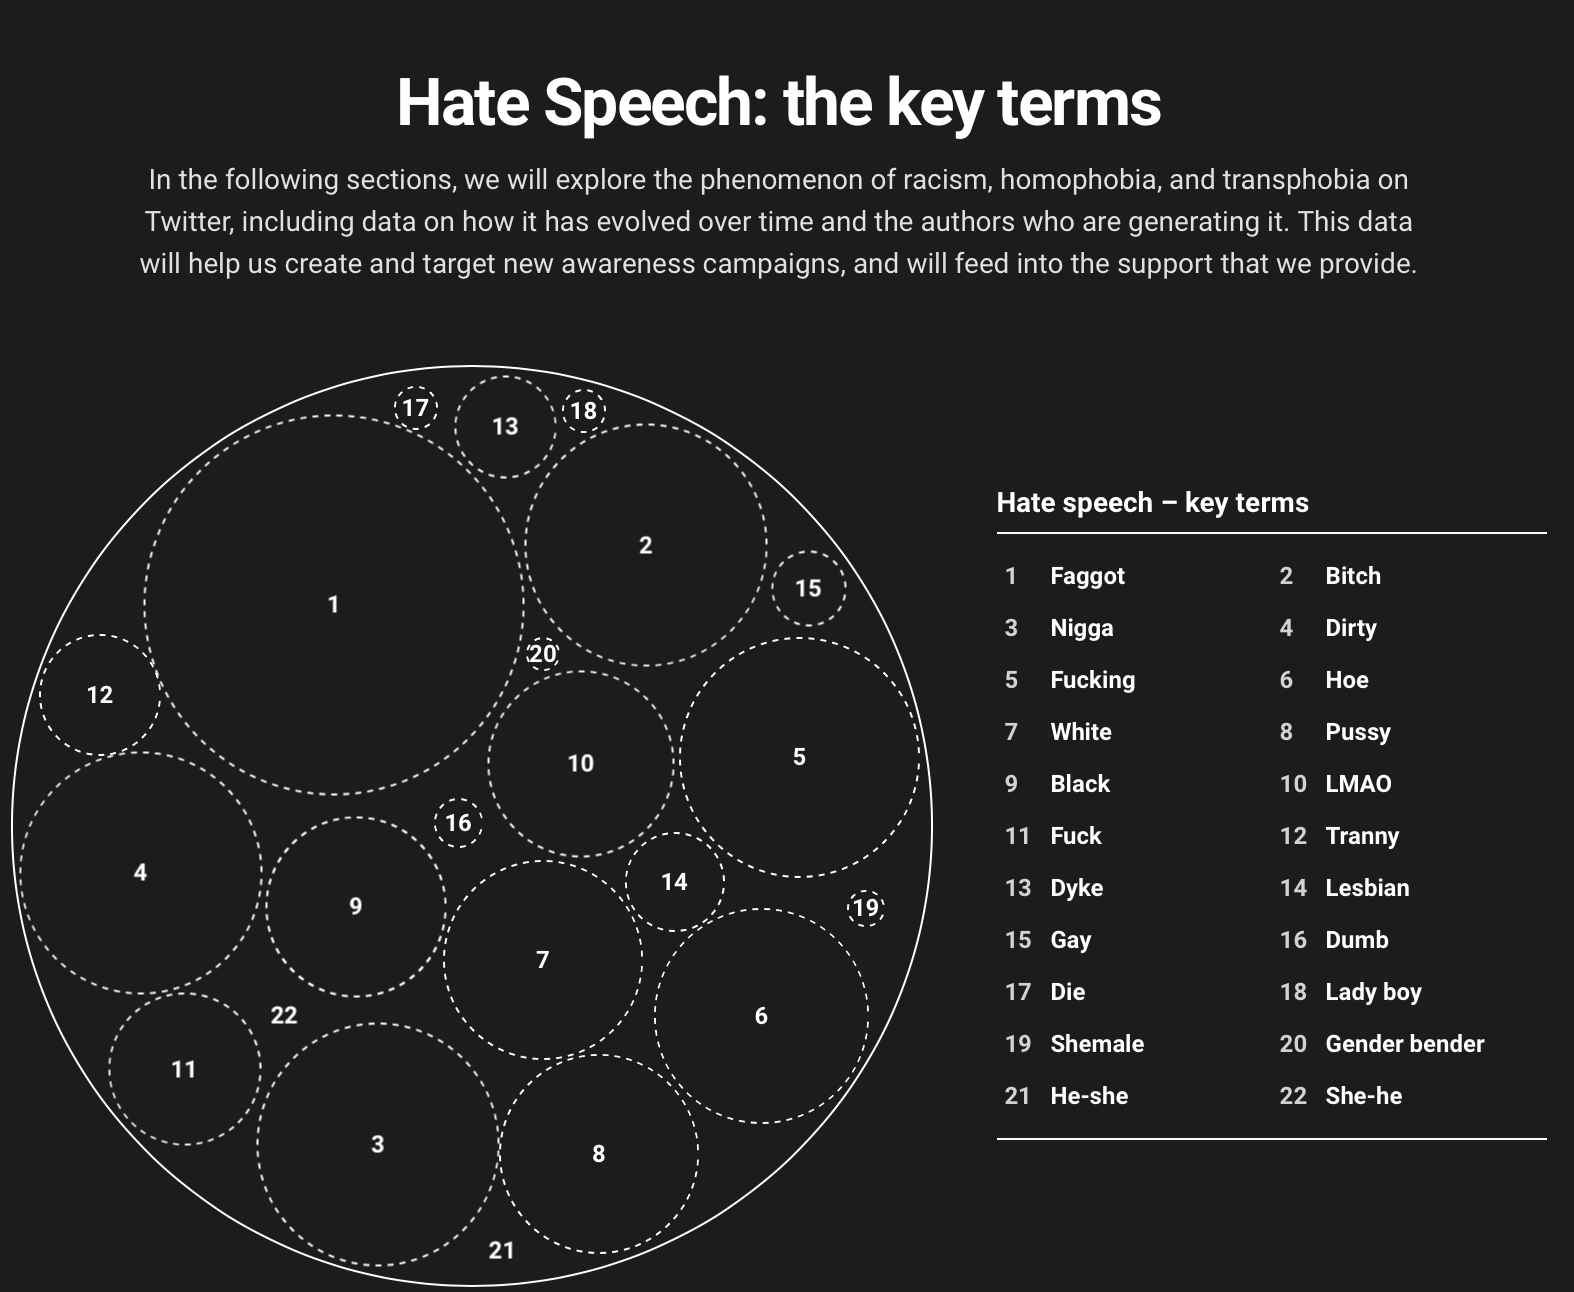 Hate Speech: the key terms
In the following sections, we will explore the phenomenon of racism, homophobia, and transphobia on
Twitter, including data on how it has evolved over time and the authors who are generating it. This data
will help us create and target new awareness campaigns, and will feed into the support that we provide.
17
13
18
1
2
15
20
12
10
5
16
4
14
9
19
7
22
6
11
3
8
21
Hate speech – key terms
1 Faggot 2 Bitch
3 Nigga 4 Dirty
5 Fucking 6 Hoe
7 White 8 Pussy
9 Black 10 LMAO
11 Fuck 12 Tranny
13 Dyke 14 Lesbian
15 Gay 16 Dumb
17 Die 18 Lady boy
19 Shemale 20 Gender bender
21 He-she 22 She-he